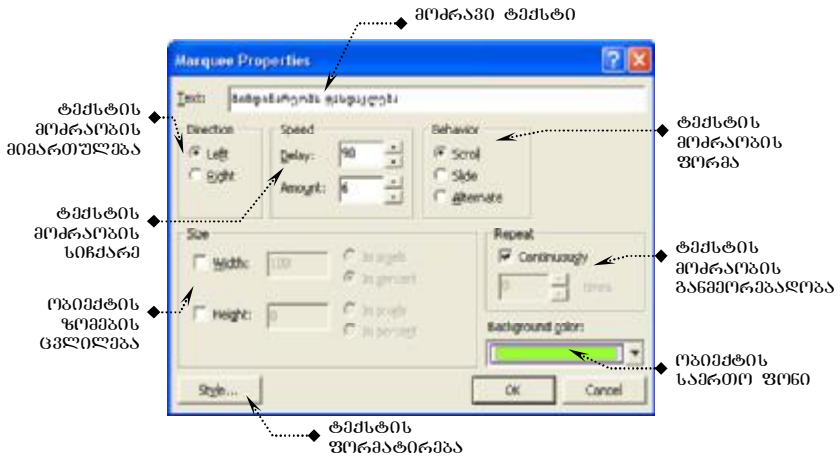 მოძრავი ტექსტი
Marquee Properties
Text:
ტექსტის
მოძრაობის
მიმართულება
Direction
Left
Right
Speed
Delay: 90
Amount: 6
Behavior
Scroll
Slide
Alternate
ტექსტის
მოძრაობის
ფორმა
ტექსტის
მოძრაობის
სიჩქარე
Size
Width: 100
In pixels
In percent
Height: 0
In pixels
In percent
Repeat
Continuously
0 times
ტექსტის
მოძრაობის
განმეორებადობა
ობიექტის
ზომების
ცვლილება
Background color:
ობიექტის
საერთო ფონი
Style...
OK
Cancel
ტექსტის
ფორმატირება